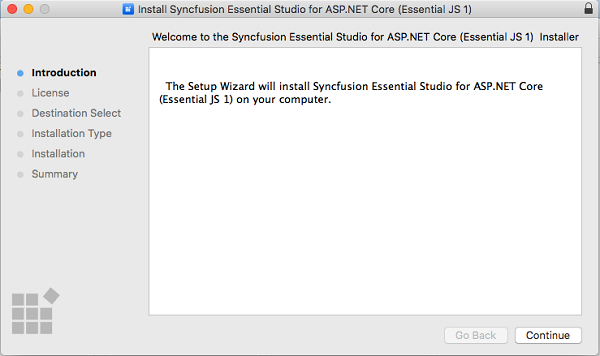 Install Syncfusion Essential Studio for ASP.NET Core (Essential JS 1)
Welcome to the Syncfusion Essential Studio for ASP.NET Core (Essential JS 1) Installer
Introduction
License
Destination Select
Installation Type
Installation
Summary
The Setup Wizard will install Syncfusion Essential Studio for ASP.NET Core
(Essential JS 1) on your computer.
Go Back
Continue